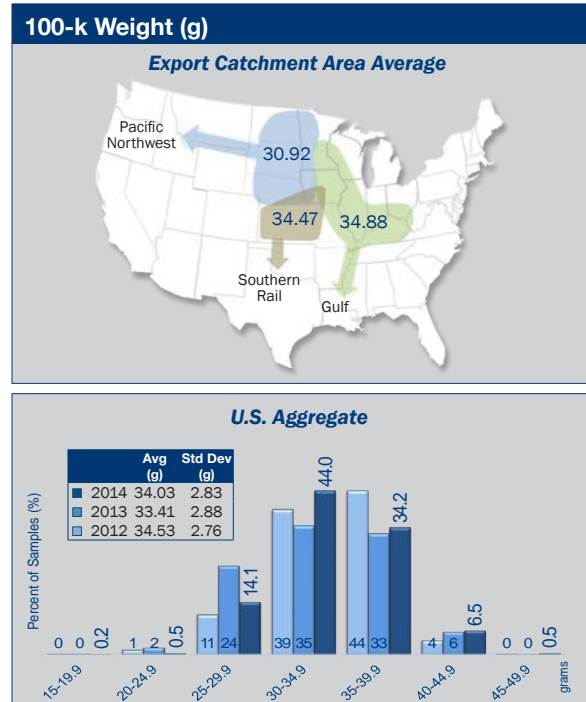 100-k Weight (g)
Export Catchment Area Average
Pacific
Northwest
30.92
34.47
34.88
Southern
Rail
Gulf
U.S. Aggregate
Avg Std Dev
(g) (g)
2014 34.03 2.83
2013 33.41 2.88
2012 34.53 2.76
Percent of Samples (%)
0 0 0.2
1 2 0.5
11 24 14.1
39 35 44.0
44 33 34.2
4 6 6.5
0 0 0.5
15-19.9
20-24.9
25-29.9
30-34.9
35-39.9
40-44.9
45-49.9
grams